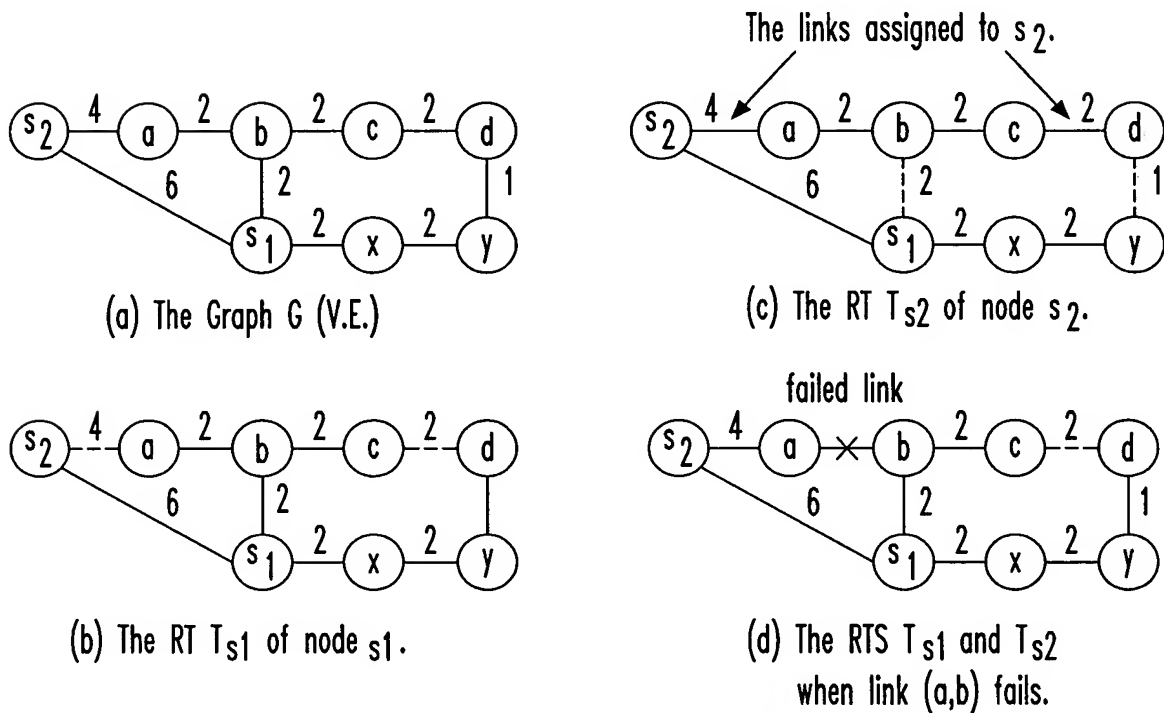 s2 4 a 2 b 2 c 2 d
6 2 1
s1 2 x 2 y
(a) The Graph G (V.E.)
The links assigned to s2.
s2 4 a 2 b 2 c 2 d
6 2 1
s1 2 x 2 y
(c) The RT Ts2 of node s2.
s2 4 a 2 b 2 c 2 d
6 2
s1 2 x 2 y
(b) The RT Ts1 of node s1.
failed link
s2 4 a b 2 c 2 d
6 2 1
s1 2 x 2 y
(d) The RTS Ts1 and Ts2
when link (a,b) fails.